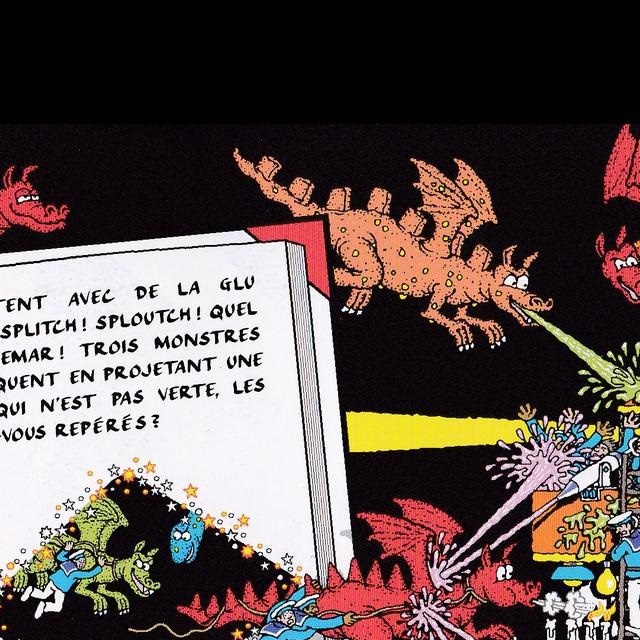 TENT AVEC DE LA GLU
SPLITCH! SPLOUTCH! QUEL
EMAR! TROIS MONSTRES
QUENT EN PROJETANT UNE
QUI N'EST PAS VERTE, LES
-VOUS REPÉRÉS?